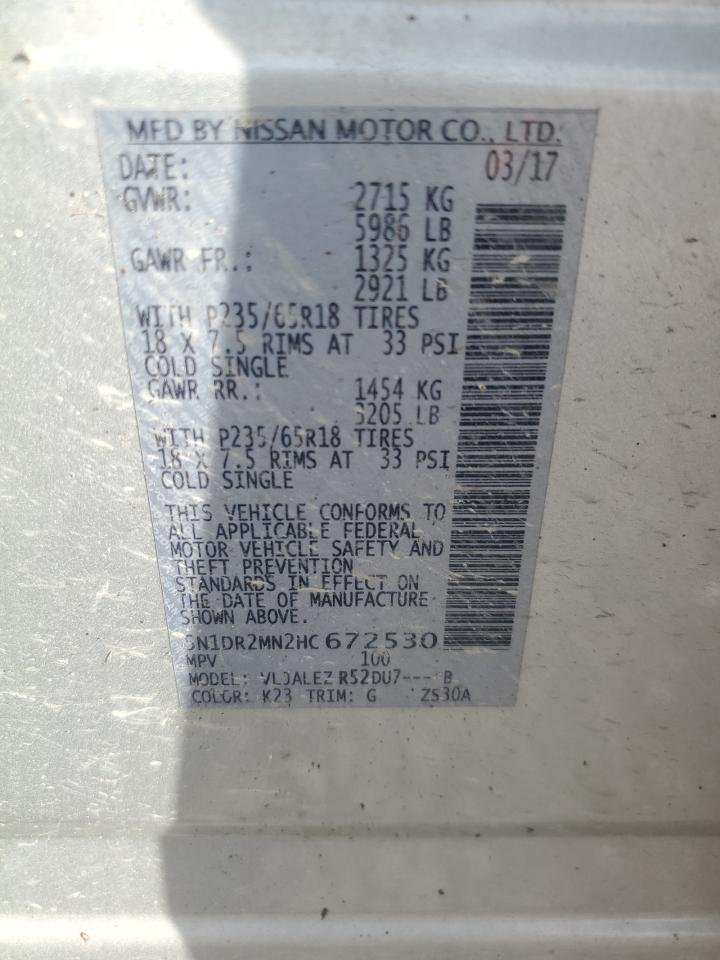 MFD BY NISSAN MOTOR CO., LTD.
DATE: 03/17
GVWR: 2715 KG
5986 LB
GAWR FR.: 1325 KG
2921 LB
WITH P235/65R18 TIRES
18 X 7.5 RIMS AT 33 PSI
COLD SINGLE
GAWR RR.: 1454 KG
3205 LB
WITH P235/65R18 TIRES
18 X 7.5 RIMS AT 33 PSI
COLD SINGLE
THIS VEHICLE CONFORMS TO
ALL APPLICABLE FEDERAL
MOTOR VEHICLE SAFETY AND
THEFT PREVENTION
STANDARDS IN EFFECT ON
THE DATE OF MANUFACTURE
SHOWN ABOVE.
5N1DR2MN2HC672530
MPV 100
MODEL: R52DU7----B
COLOR: K23 TRIM: G Z530A